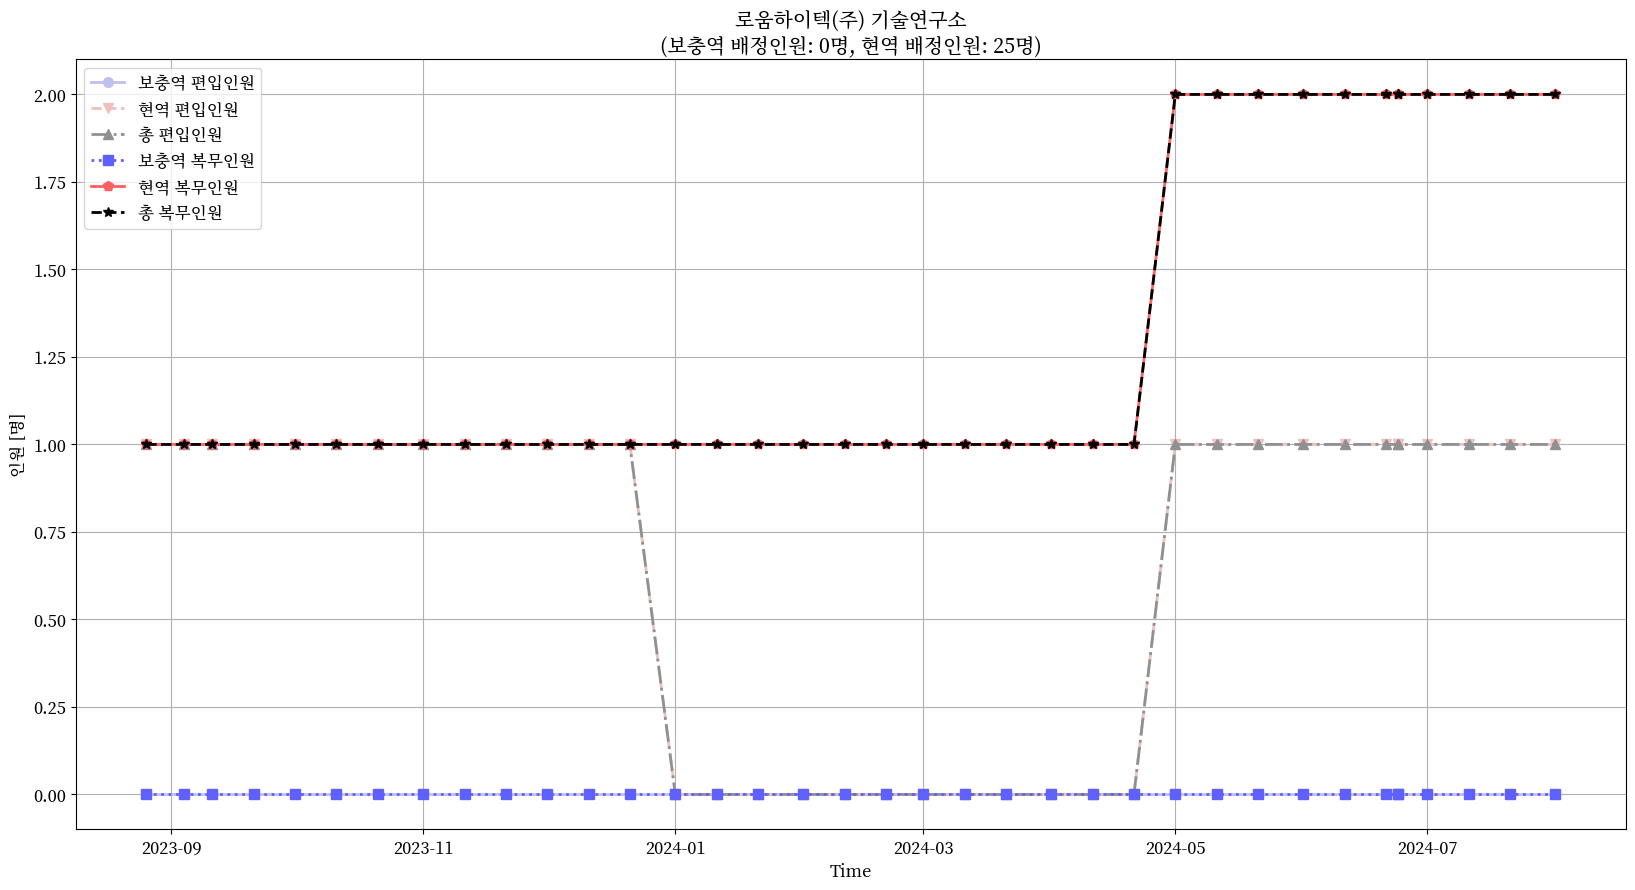 로움하이텍(주) 기술연구소
(보충역 배정인원: 0명, 현역 배정인원: 25명)
보충역 편입인원
현역 편입인원
총 편입인원
보충역 복무인원
현역 복무인원
총 복무인원
2.00
1.75
1.50
1.25
1.00
0.75
0.50
0.25
0.00
인원 [명]
2023-09
2023-11
2024-01
2024-03
2024-05
2024-07
Time